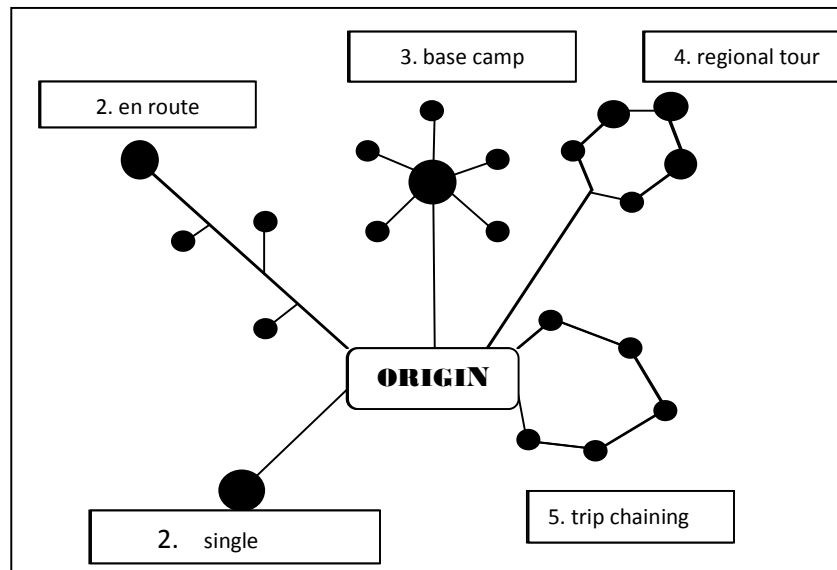 3. base camp
4. regional tour
2. en route
ORIGIN
5. trip chaining
2. single